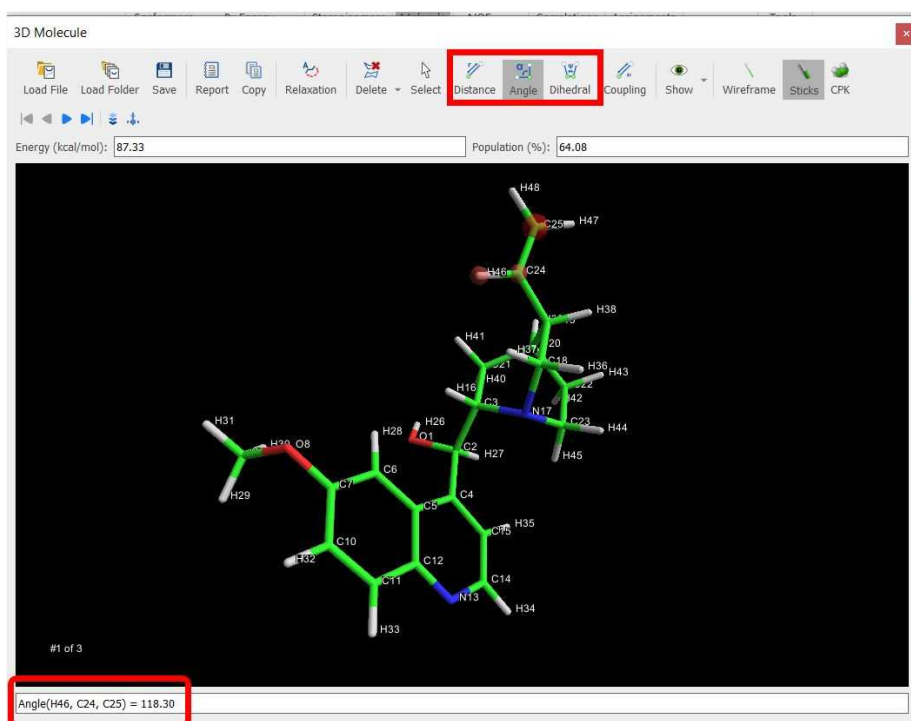 3D Molecule
Load File Load Folder Save Report Copy Relaxation Delete Select Distance Angle Dihedral Coupling Show Wireframe Sticks CPK
Energy (kcal/mol): 87.33 Population (%): 64.08
H48
C25 H47
H46 C24
H38
H41
H37 20
C18 H36
21 H43
H40 22
H16 H42
C3 N17 C23
H31 H26 H44
H28 O1
O8 C2
H27 H45
C6
C7 H29
C4
C5 H35
C10
C12
H32 C14
C11 N13
H34
H33
#1 of 3
Angle(H46, C24, C25) = 118.30